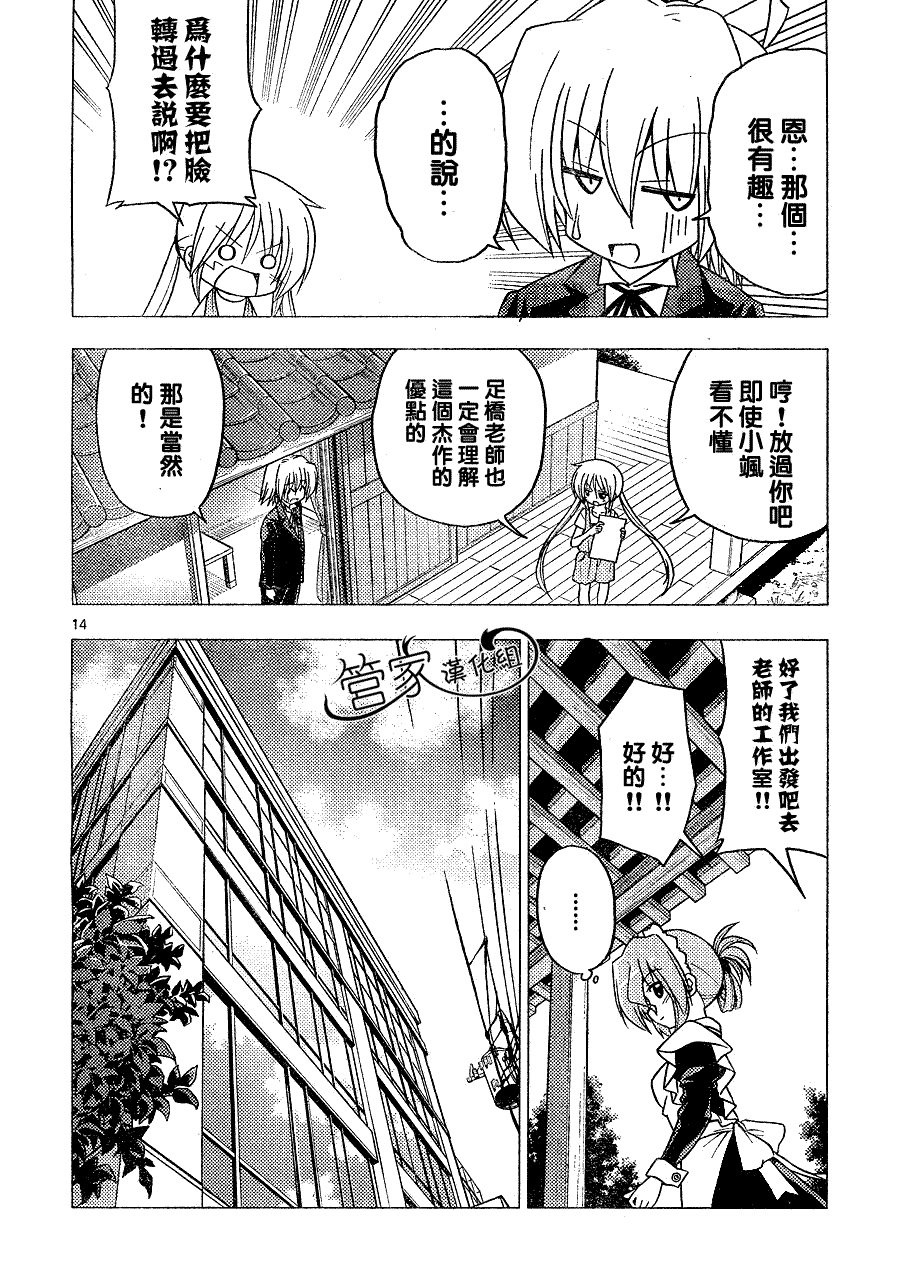 恩…那個…
很有趣…
…的說…
爲什麼要把臉
轉過去説啊!?
哼！放過你吧
即使小颯
看不懂
足橋老師也
一定會理解
這個杰作的
優點的
那是當然
的！
14
好了我們出發吧去
老師的工作室!!
好…!!
好的!!
……
管家漢化組